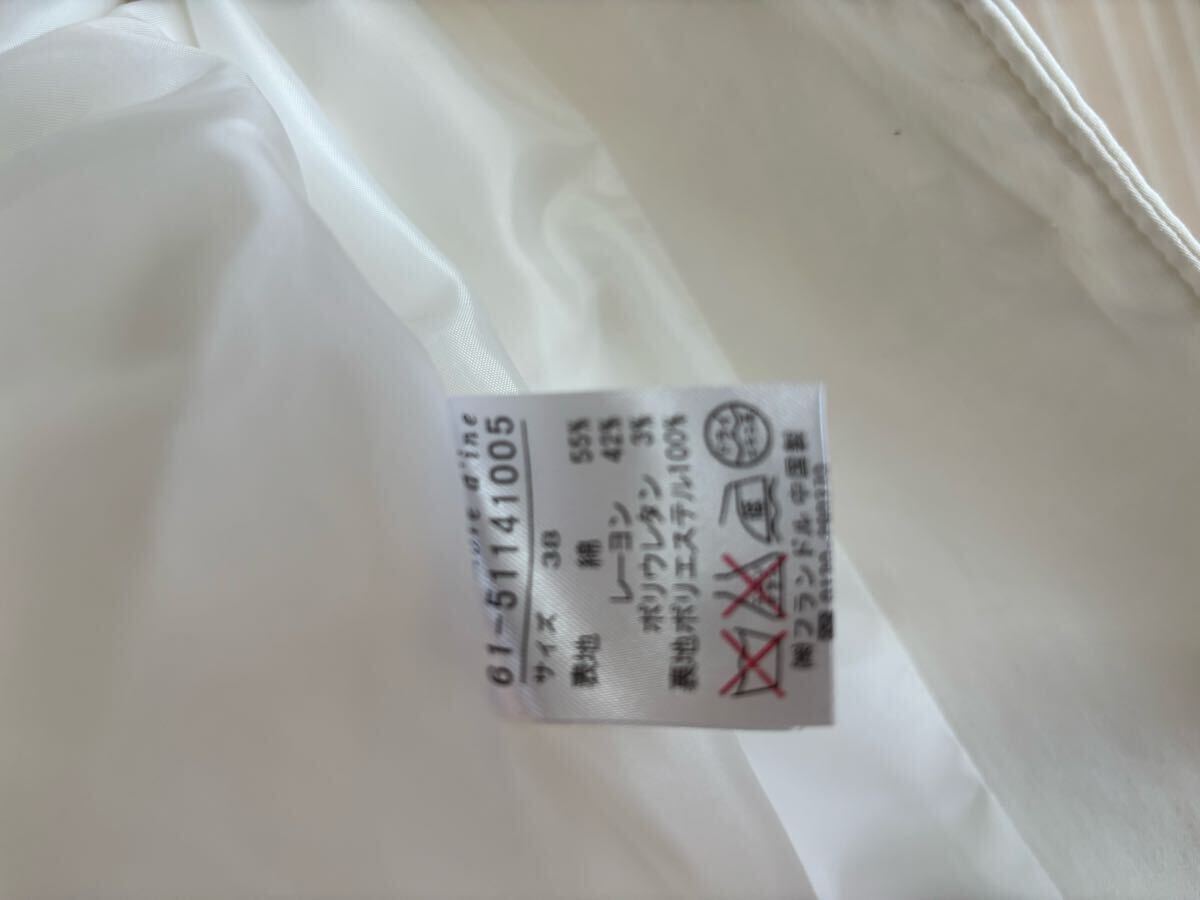 d'ine
61-51141005
サイズ 38
表地 綿 55%
レーヨン 42%
ポリウレタン 3%
裏地ポリエステル100%
㈱フランドル 中国製